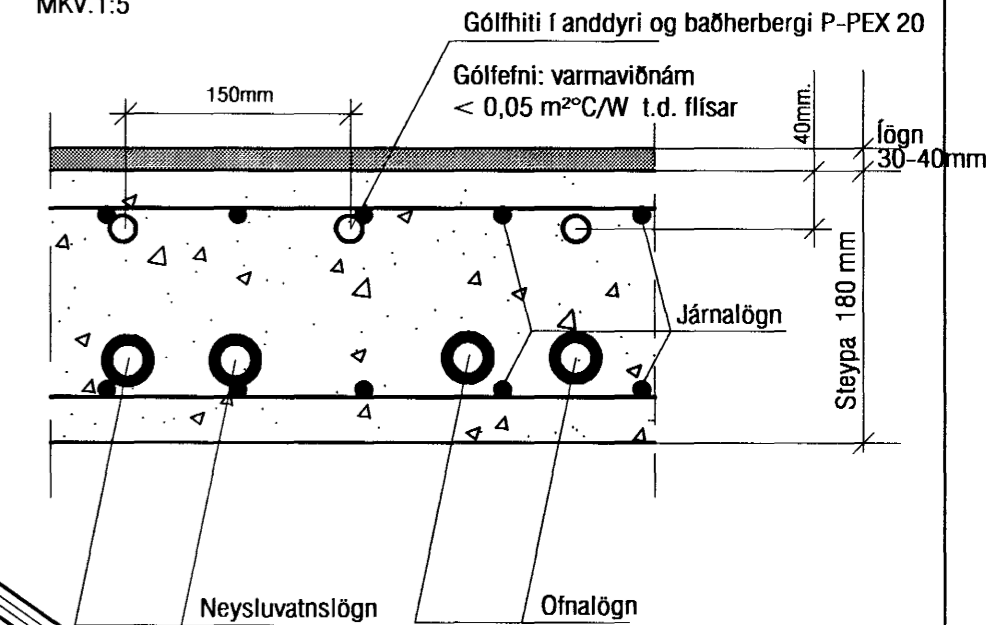 MKV.1:5
Gólfhiti í anddyri og baðherbergi P-PEX 20
Gólfefni: varmaviðnám
< 0,05 m²°C/W t.d. flísar
150mm
40mm.
Ílögn
30-40mm
Járnalögn
Steypa 180 mm
Neysluvatnslögn
Ofnalögn